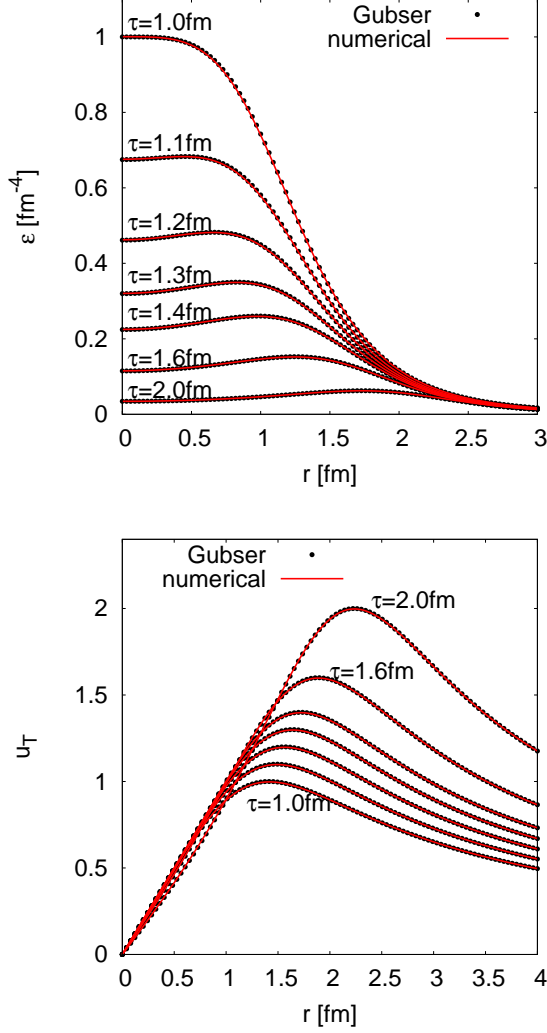 τ=1.0fm
Gubser
numerical
τ=1.1fm
τ=1.2fm
τ=1.3fm
τ=1.4fm
τ=1.6fm
τ=2.0fm
1
0.8
0.6
0.4
0.2
0
ε [fm⁻⁴]
0 0.5 1 1.5 2 2.5 3
r [fm]
Gubser
numerical
τ=2.0fm
τ=1.6fm
τ=1.0fm
2
1.5
1
0.5
0
u_T
0 0.5 1 1.5 2 2.5 3 3.5 4
r [fm]